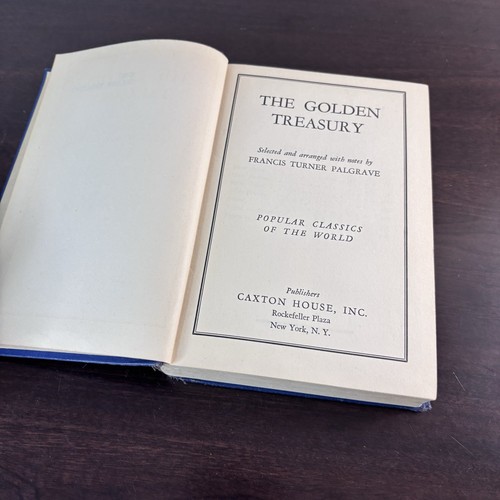 THE GOLDEN
TREASURY
Selected and arranged with notes by
FRANCIS TURNER PALGRAVE
POPULAR CLASSICS
OF THE WORLD
Publishers
CAXTON HOUSE, INC.
Rockefeller Plaza
New York, N. Y.